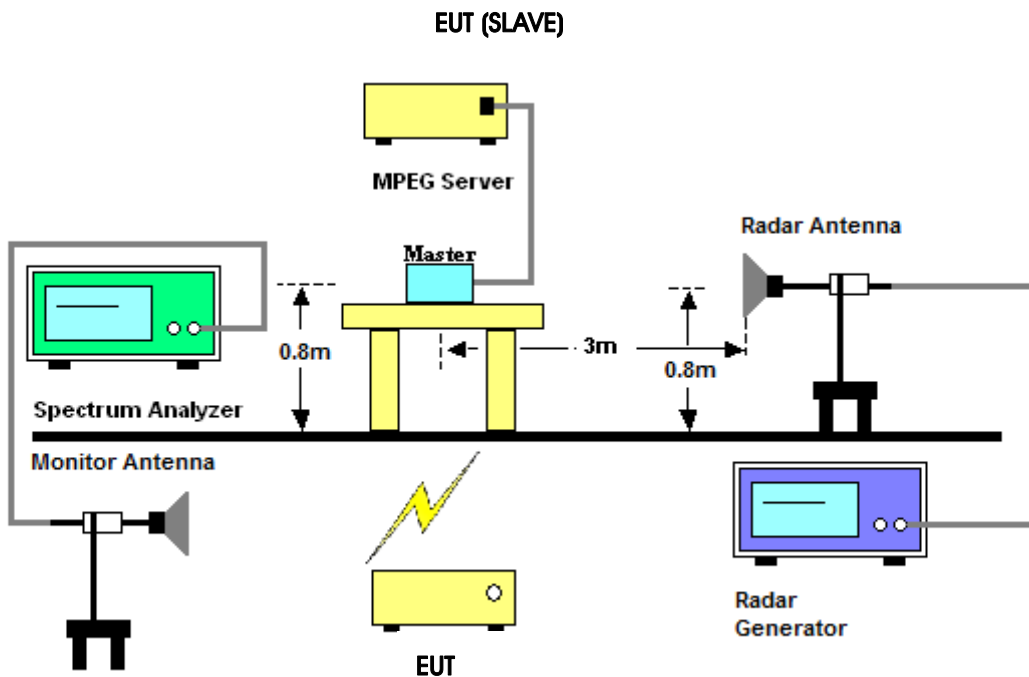 EUT (SLAVE)
MPEG Server
Radar Antenna
Master
0.8m
3m
0.8m
Spectrum Analyzer
Monitor Antenna
Radar
Generator
EUT